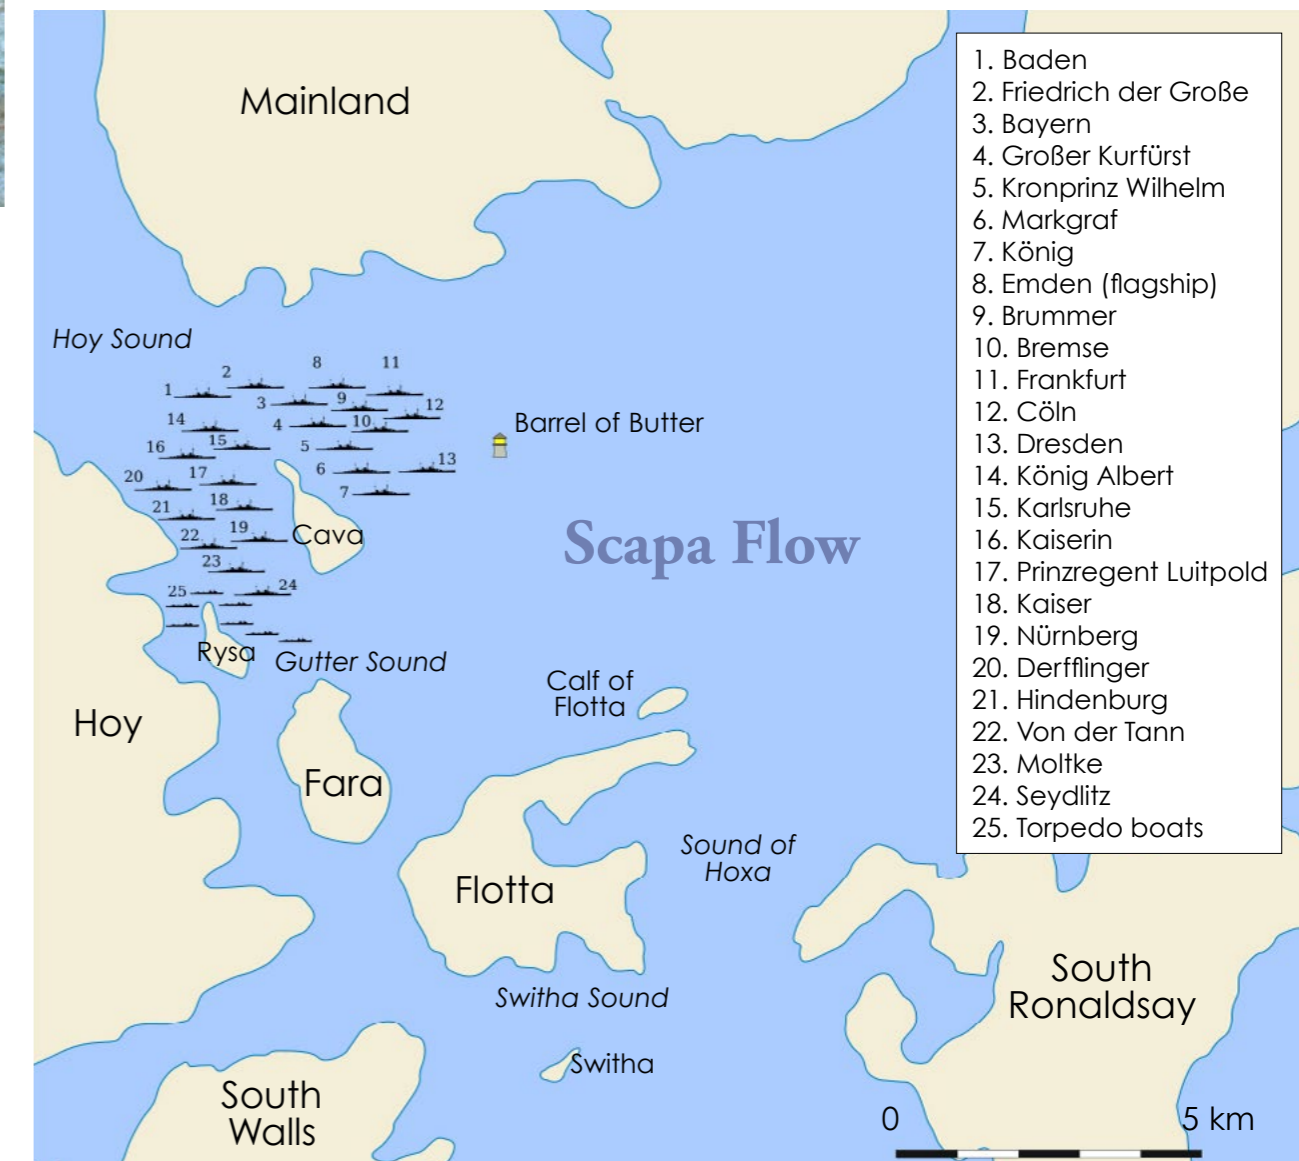 Mainland
1. Baden
2. Friedrich der Große
3. Bayern
4. Großer Kurfürst
5. Kronprinz Wilhelm
6. Markgraf
7. König
8. Emden (flagship)
9. Brummer
10. Bremse
11. Frankfurt
12. Cöln
13. Dresden
14. König Albert
15. Karlsruhe
16. Kaiserin
17. Prinzregent Luitpold
18. Kaiser
19. Nürnberg
20. Derfflinger
21. Hindenburg
22. Von der Tann
23. Moltke
24. Seydlitz
25. Torpedo boats
Hoy Sound
1
2
8
11
3
9
12
14
4
10
16
15
5
6
13
20
17
7
21
18
22
19
23
25
24
Barrel of Butter
Cava
Scapa Flow
Rysa
Gutter Sound
Calf of
Flotta
Hoy
Fara
Sound of
Hoxa
Flotta
South
Ronaldsay
Switha Sound
Switha
South
Walls
0
5 km